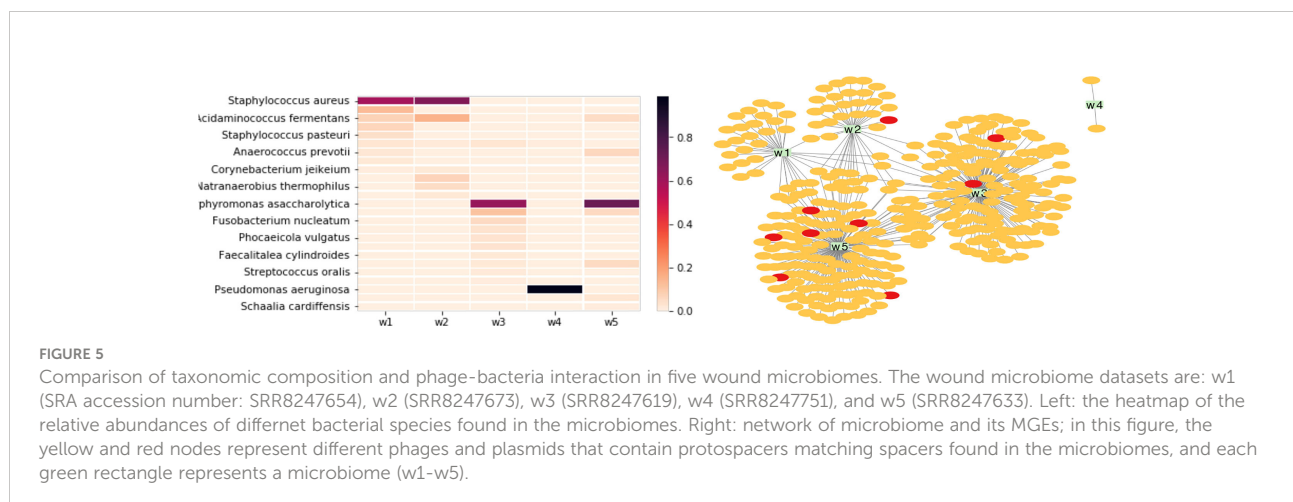 Staphylococcus aureus
Acidaminococcus fermentans
Staphylococcus pasteuri
Anaerococcus prevotii
Corynebacterium jeikeium
Natranaerobius thermophilus
phyromonas asaccharolytica
Fusobacterium nucleatum
Phocaeicola vulgatus
Faecalitalea cylindroides
Streptococcus oralis
Pseudomonas aeruginosa
Schaalia cardiffensis
w1 w2 w3 w4 w5
0.8
0.6
0.4
0.2
0.0
w4
w2
w1
w3
w5
FIGURE 5
Comparison of taxonomic composition and phage-bacteria interaction in five wound microbiomes. The wound microbiome datasets are: w1
(SRA accession number: SRR8247654), w2 (SRR8247673), w3 (SRR8247619), w4 (SRR8247751), and w5 (SRR8247633). Left: the heatmap of the
relative abundances of differnet bacterial species found in the microbiomes. Right: network of microbiome and its MGEs; in this figure, the
yellow and red nodes represent different phages and plasmids that contain protospacers matching spacers found in the microbiomes, and each
green rectangle represents a microbiome (w1-w5).